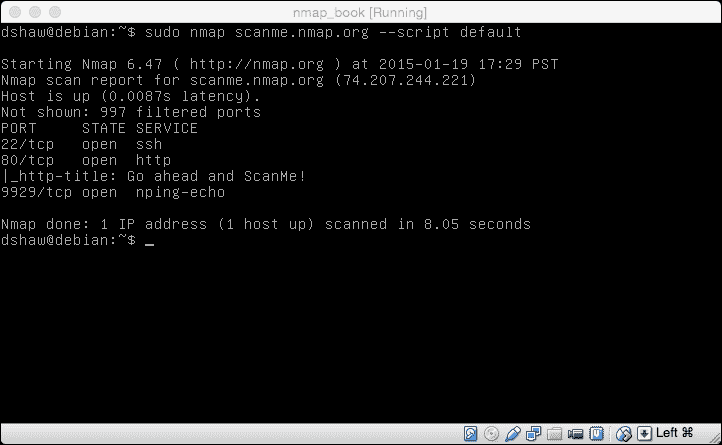 nmap_book [Running]
dshaw@debian:~$ sudo nmap scanme.nmap.org --script default
Starting Nmap 6.47 ( http://nmap.org ) at 2015-01-19 17:29 PST
Nmap scan report for scanme.nmap.org (74.207.244.221)
Host is up (0.0087s latency).
Not shown: 997 filtered ports
PORT     STATE SERVICE
22/tcp   open  ssh
80/tcp   open  http
|_http-title: Go ahead and ScanMe!
9929/tcp open  nping-echo
Nmap done: 1 IP address (1 host up) scanned in 8.05 seconds
dshaw@debian:~$ _
Left ⌘